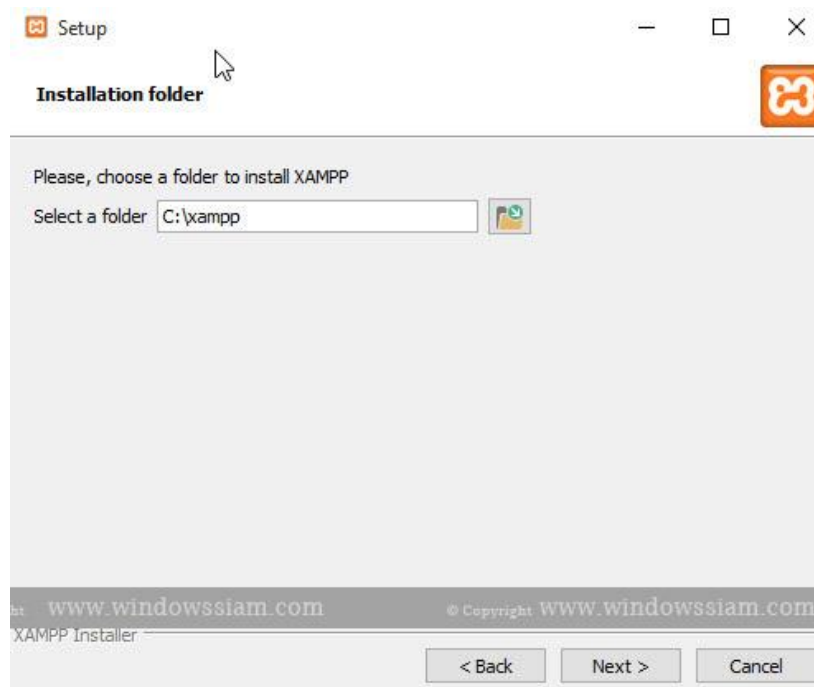 Setup
Installation folder
Please, choose a folder to install XAMPP
Select a folder C:\xampp
www.windowssiam.com © Copyright www.windowssiam.com
XAMPP Installer
< Back Next > Cancel